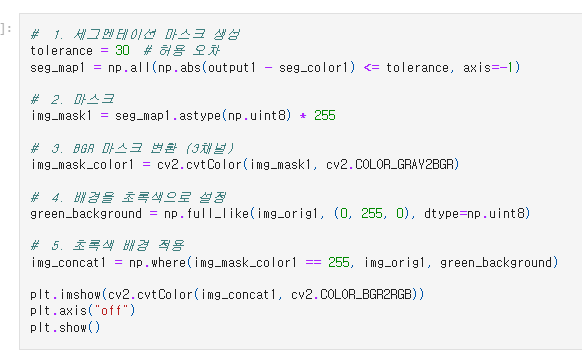 ]:
# 1. 세그멘테이션 마스크 생성
tolerance = 30 # 허용 오차
seg_map1 = np.all(np.abs(output1 - seg_color1) <= tolerance, axis=-1)
# 2. 마스크
img_mask1 = seg_map1.astype(np.uint8) * 255
# 3. BGR 마스크 변환 (3채널)
img_mask_color1 = cv2.cvtColor(img_mask1, cv2.COLOR_GRAY2BGR)
# 4. 배경을 초록색으로 설정
green_background = np.full_like(img_orig1, (0, 255, 0), dtype=np.uint8)
# 5. 초록색 배경 적용
img_concat1 = np.where(img_mask_color1 == 255, img_orig1, green_background)
plt.imshow(cv2.cvtColor(img_concat1, cv2.COLOR_BGR2RGB))
plt.axis("off")
plt.show()